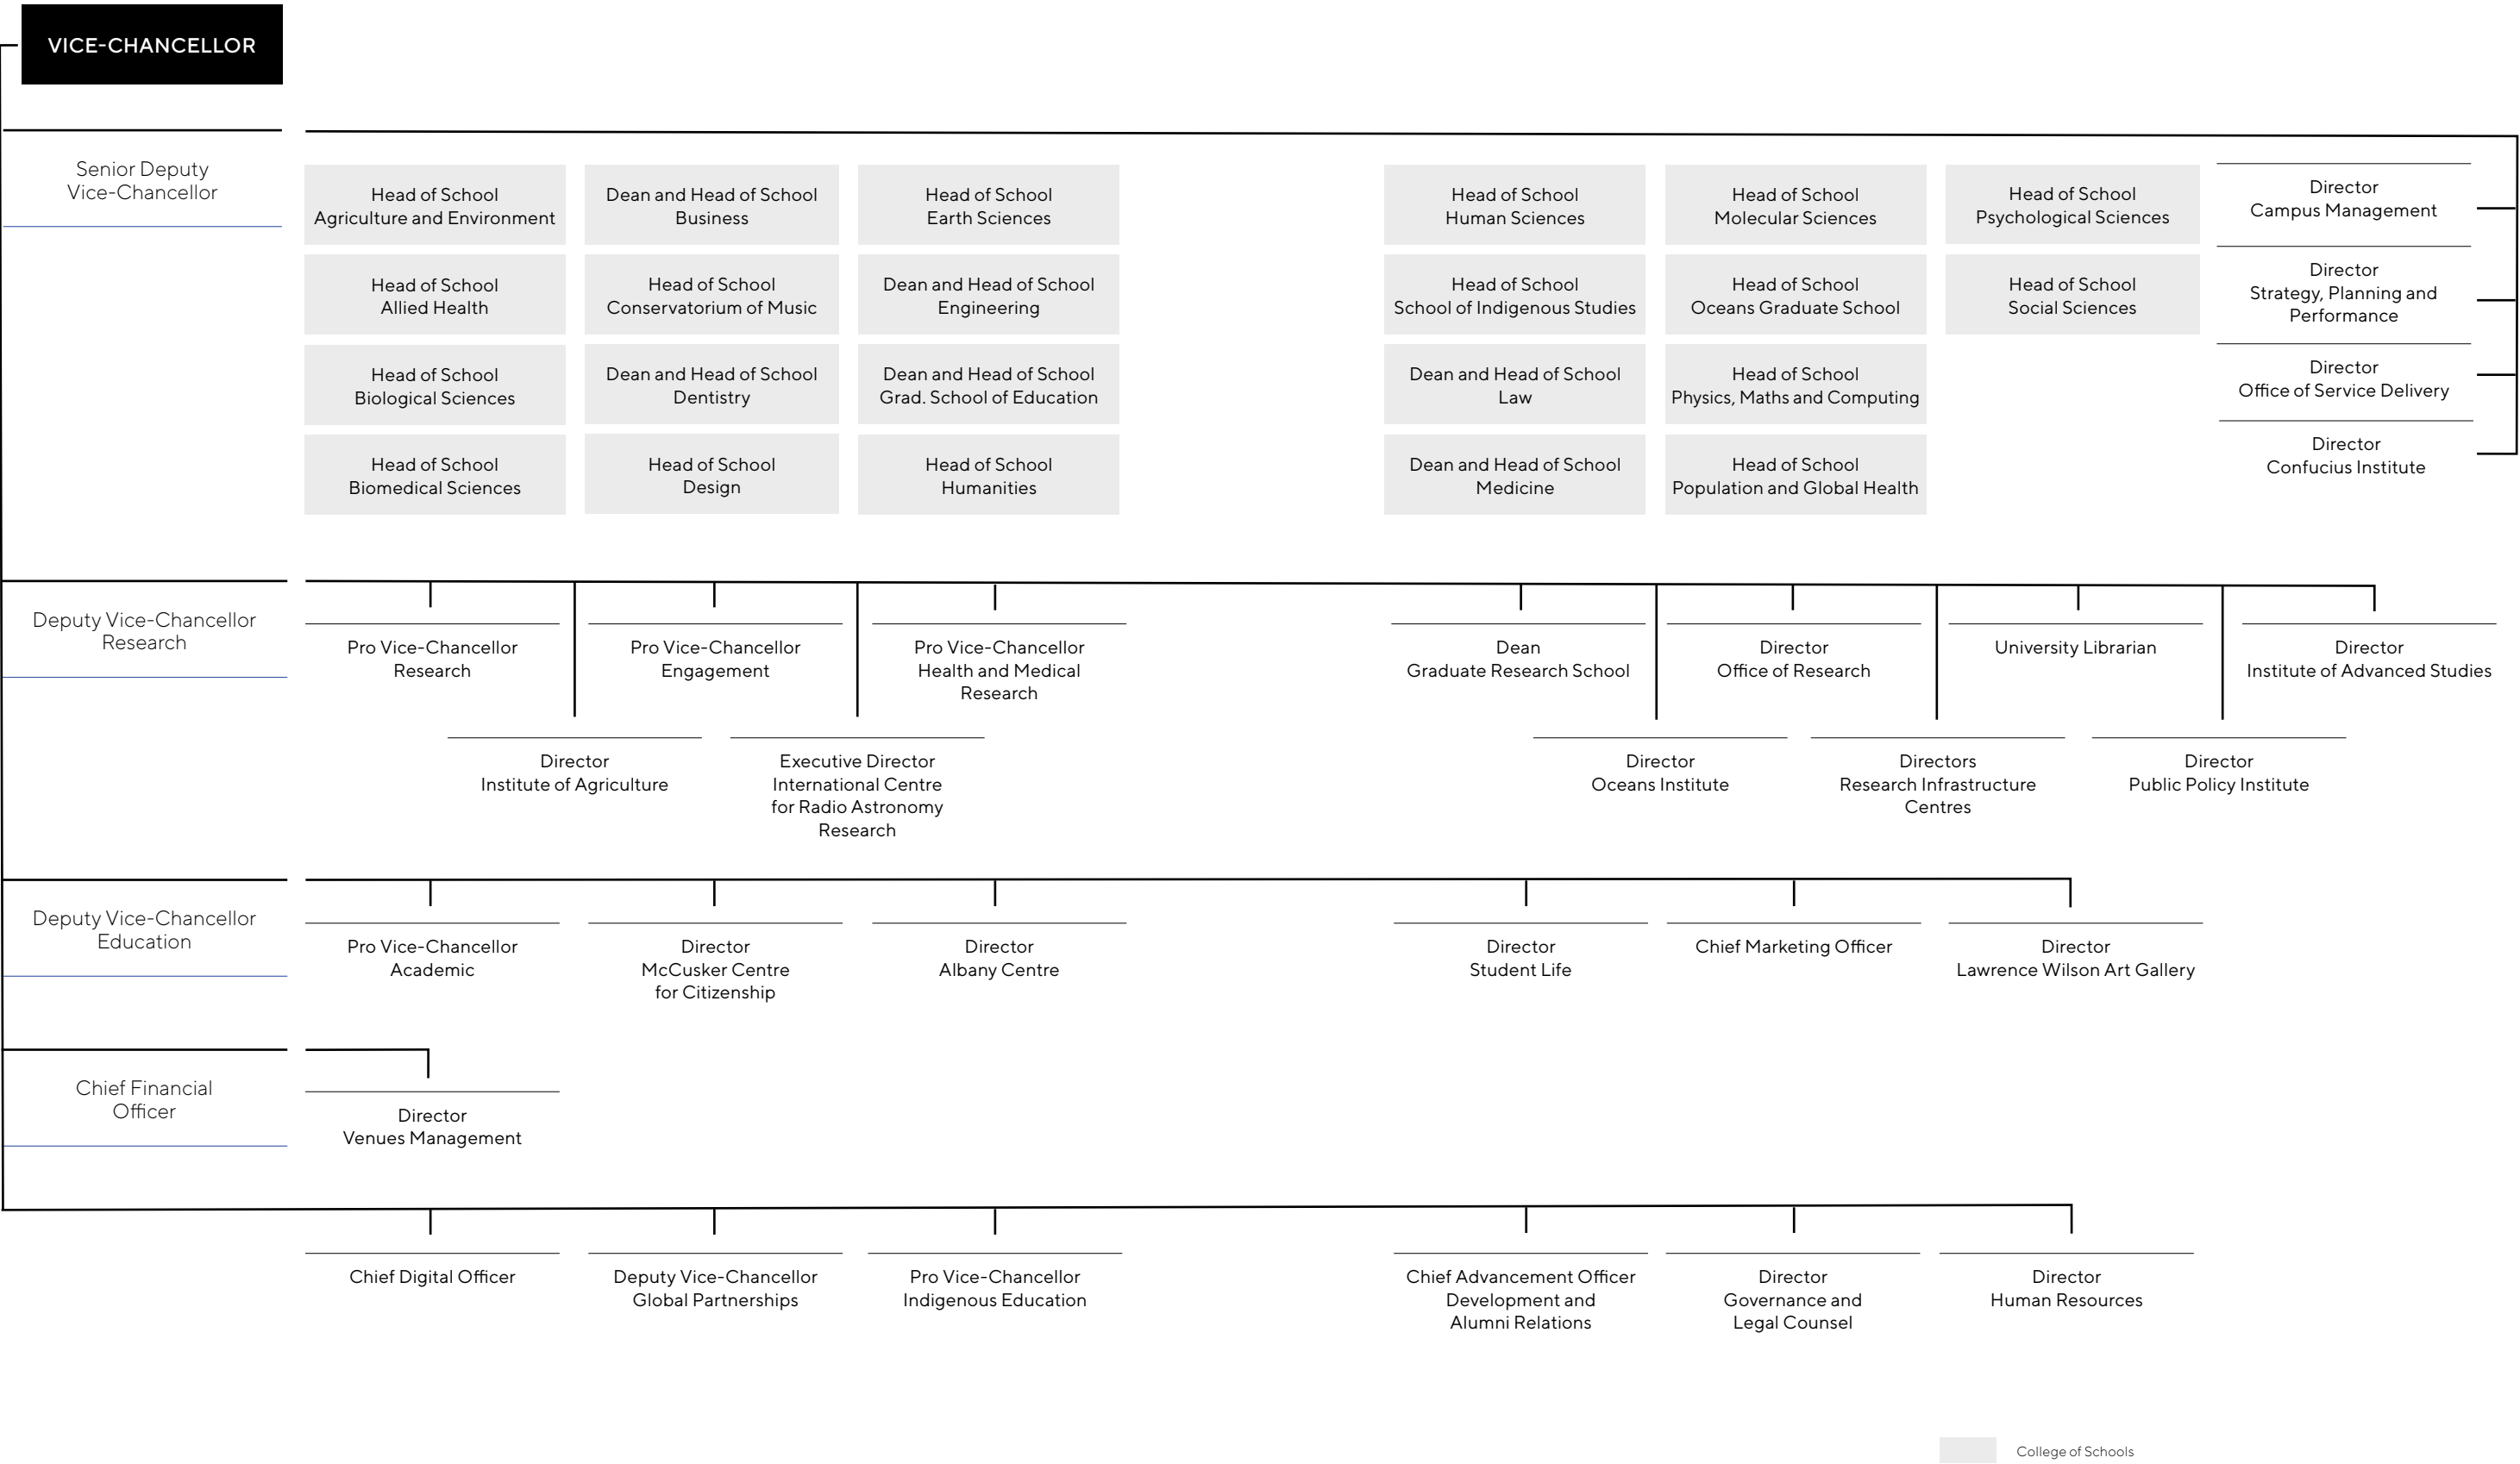 VICE-CHANCELLOR
Senior Deputy
Vice-Chancellor
Head of School
Agriculture and Environment
Dean and Head of School
Business
Head of School
Earth Sciences
Head of School
Human Sciences
Head of School
Molecular Sciences
Head of School
Psychological Sciences
Director
Campus Management
Head of School
Allied Health
Head of School
Conservatorium of Music
Dean and Head of School
Engineering
Head of School
School of Indigenous Studies
Head of School
Oceans Graduate School
Head of School
Social Sciences
Director
Strategy, Planning and
Performance
Head of School
Biological Sciences
Dean and Head of School
Dentistry
Dean and Head of School
Grad. School of Education
Dean and Head of School
Law
Head of School
Physics, Maths and Computing
Director
Office of Service Delivery
Head of School
Biomedical Sciences
Head of School
Design
Head of School
Humanities
Dean and Head of School
Medicine
Head of School
Population and Global Health
Director
Confucius Institute
Deputy Vice-Chancellor
Research
Pro Vice-Chancellor
Research
Pro Vice-Chancellor
Engagement
Pro Vice-Chancellor
Health and Medical
Research
Dean
Graduate Research School
Director
Office of Research
University Librarian
Director
Institute of Advanced Studies
Director
Institute of Agriculture
Executive Director
International Centre
for Radio Astronomy
Research
Director
Oceans Institute
Directors
Research Infrastructure
Centres
Director
Public Policy Institute
Deputy Vice-Chancellor
Education
Pro Vice-Chancellor
Academic
Director
McCusker Centre
for Citizenship
Director
Albany Centre
Director
Student Life
Chief Marketing Officer
Director
Lawrence Wilson Art Gallery
Chief Financial
Officer
Director
Venues Management
Chief Digital Officer
Deputy Vice-Chancellor
Global Partnerships
Pro Vice-Chancellor
Indigenous Education
Chief Advancement Officer
Development and
Alumni Relations
Director
Governance and
Legal Counsel
Director
Human Resources
College of Schools